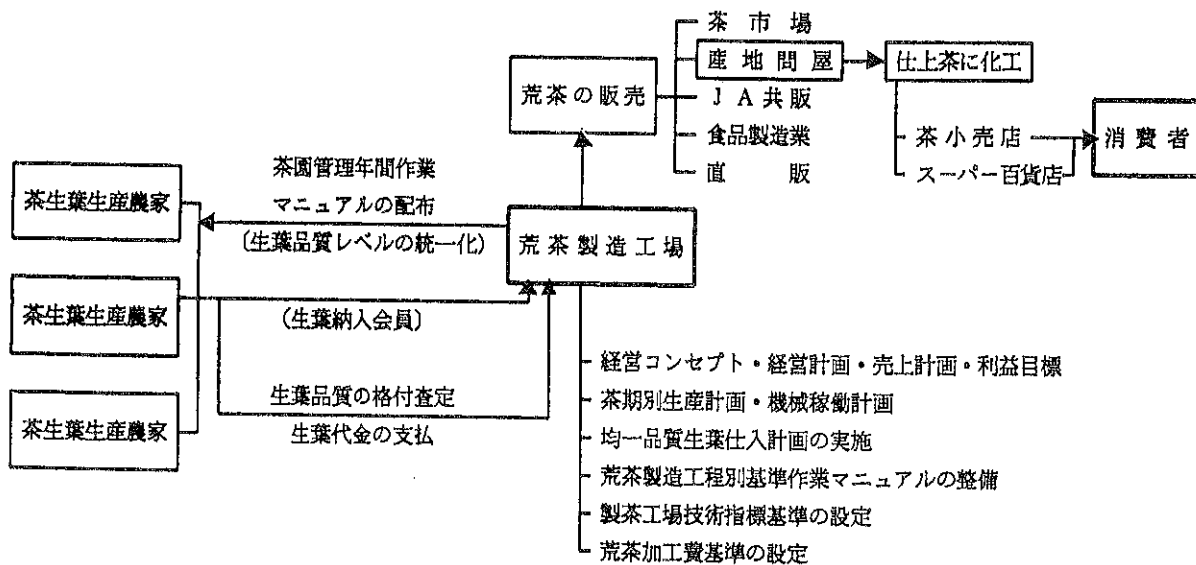 茶市場
産地問屋
仕上茶に化工
荒茶の販売
JA共販
食品製造業
直販
茶小売店
スーパー百貨店
消費者
茶生葉生産農家
茶園管理年間作業
マニュアルの配布
(生葉品質レベルの統一化)
荒茶製造工場
茶生葉生産農家
(生葉納入会員)
生葉品質の格付査定
生葉代金の支払
茶生葉生産農家
経営コンセプト・経営計画・売上計画・利益目標
茶期別生産計画・機械稼働計画
均一品質生葉仕入計画の実施
荒茶製造工程別基準作業マニュアルの整備
製茶工場技術指標基準の設定
荒茶加工費基準の設定